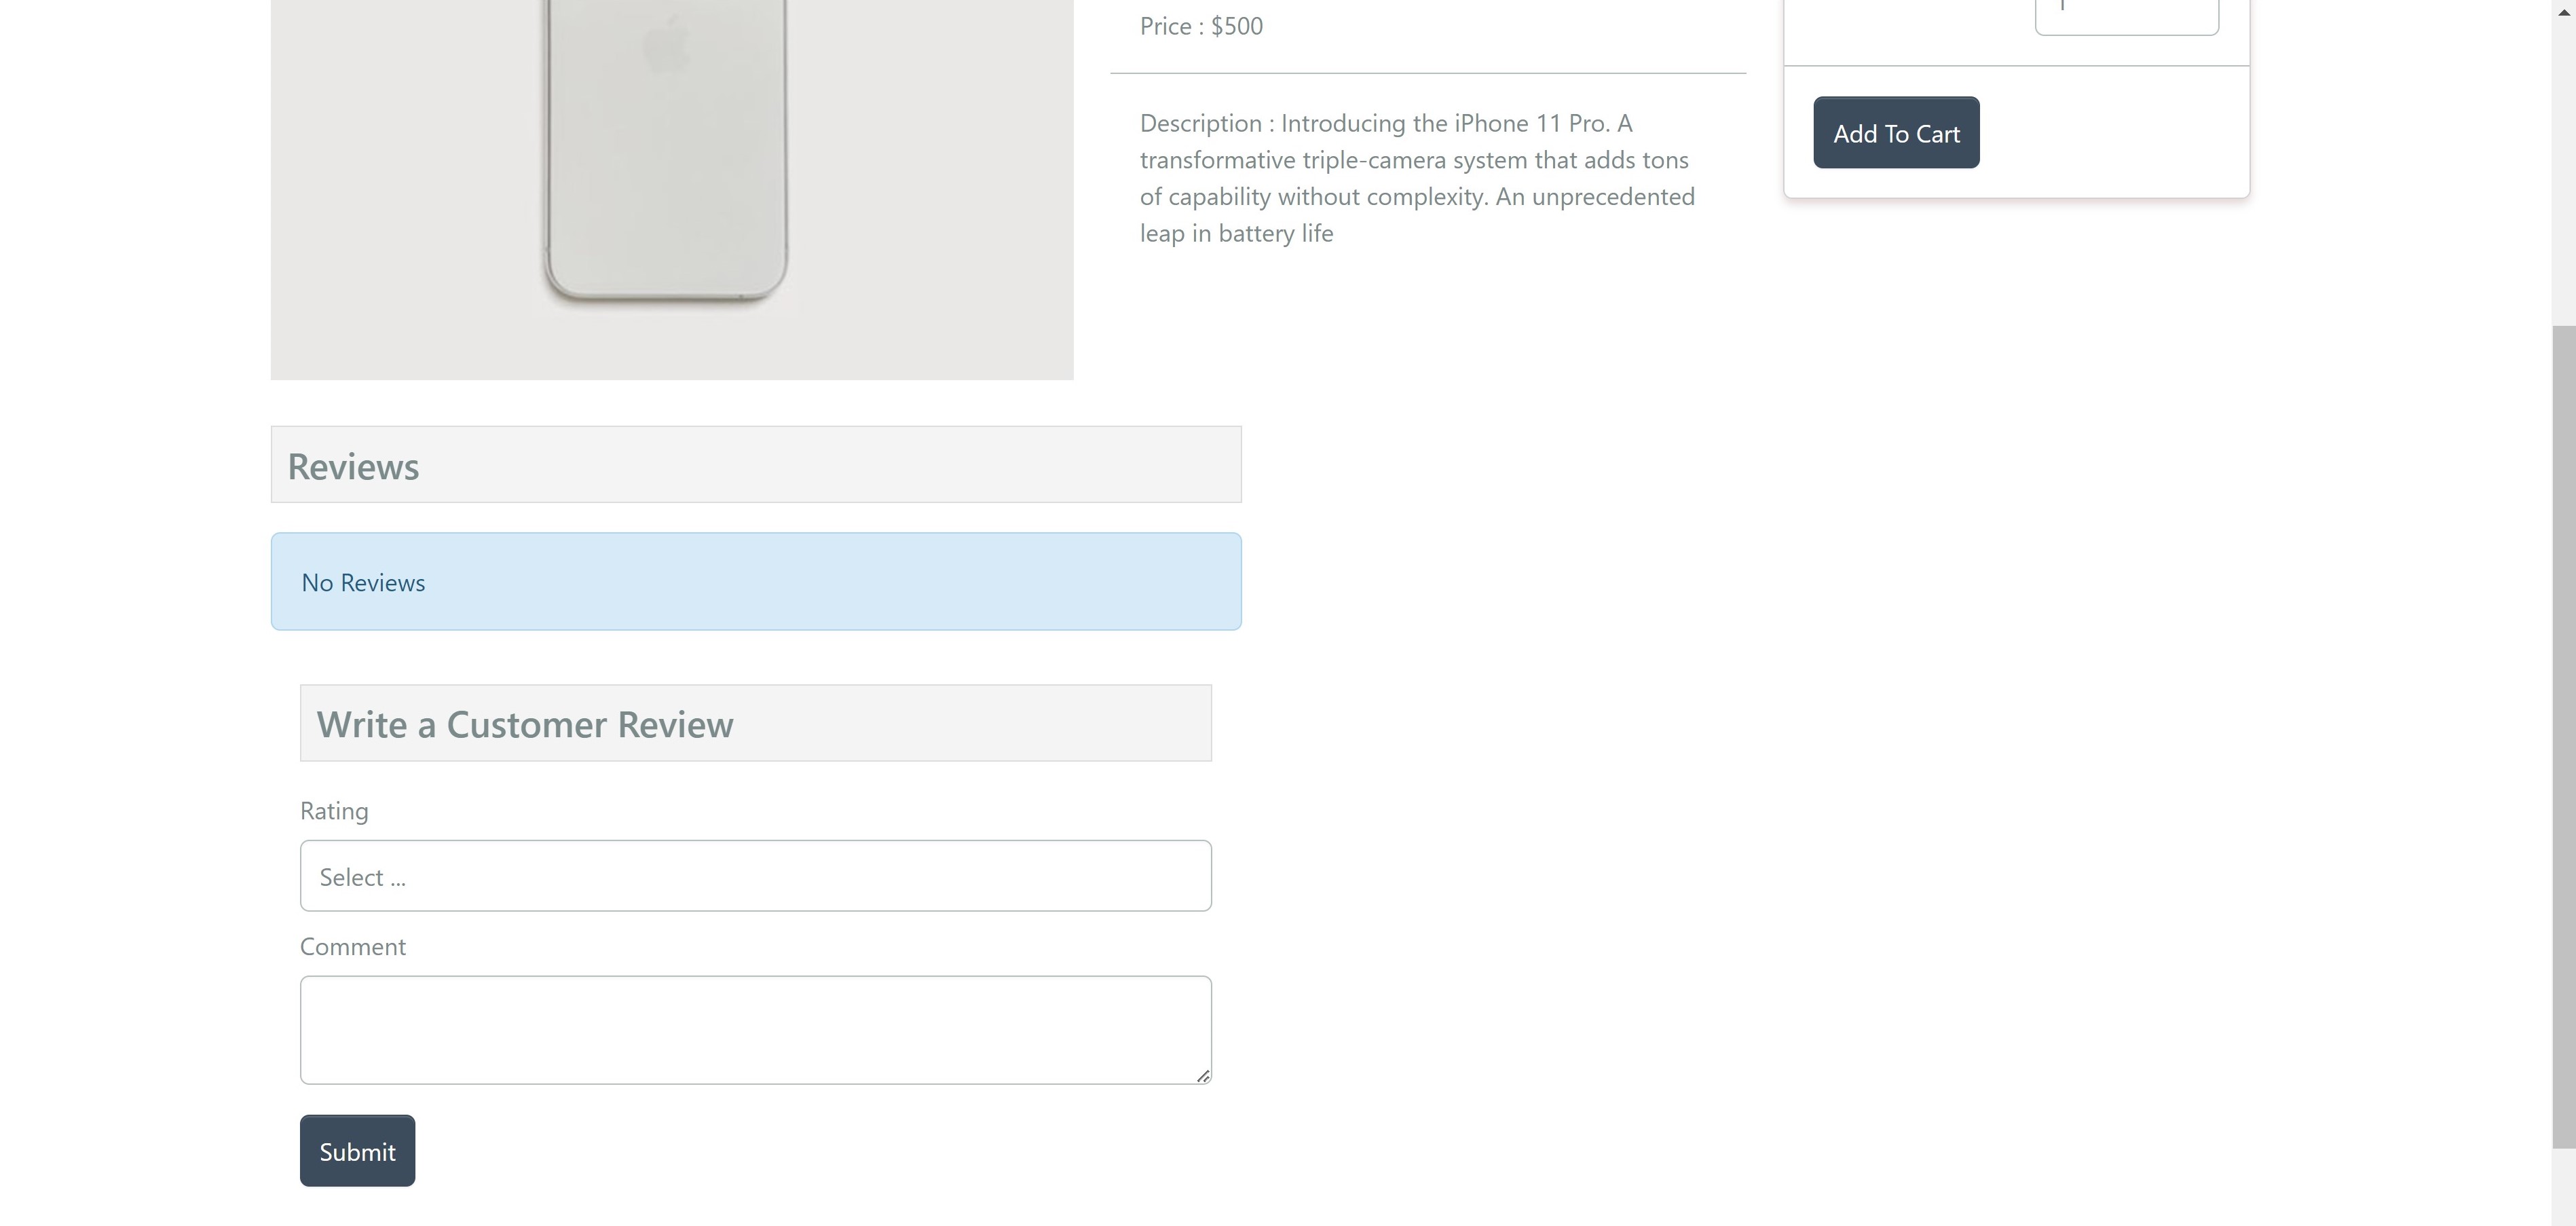 Price : $500
Description : Introducing the iPhone 11 Pro. A
transformative triple-camera system that adds tons
of capability without complexity. An unprecedented
leap in battery life
Add To Cart
Reviews
No Reviews
Write a Customer Review
Rating
Select ...
Comment
Submit